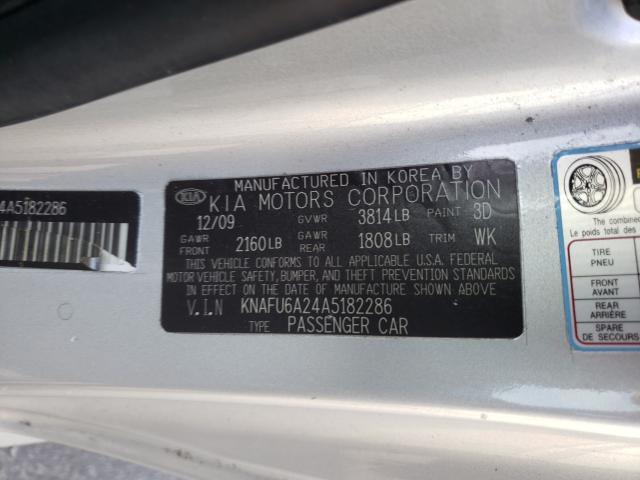 4A5182286
MANUFACTURED IN KOREA BY
KIA KIA MOTORS CORPORATION
12/09 GVWR 3814LB PAINT 3D
GAWR FRONT 2160LB GAWR REAR 1808LB TRIM WK
THIS VEHICLE CONFORMS TO ALL APPLICABLE U.S.A. FEDERAL
MOTOR VEHICLE SAFETY, BUMPER, AND THEFT PREVENTION STANDARDS
IN EFFECT ON THE DATE OF MANUFACTURE SHOWN ABOVE
V.I.N KNAFU6A24A5182286
TYPE PASSENGER CAR
The combined
Le poids total des
TIRE
PNEU
FRONT
AVANT
REAR
ARRIÈRE
SPARE
DE SECOURS